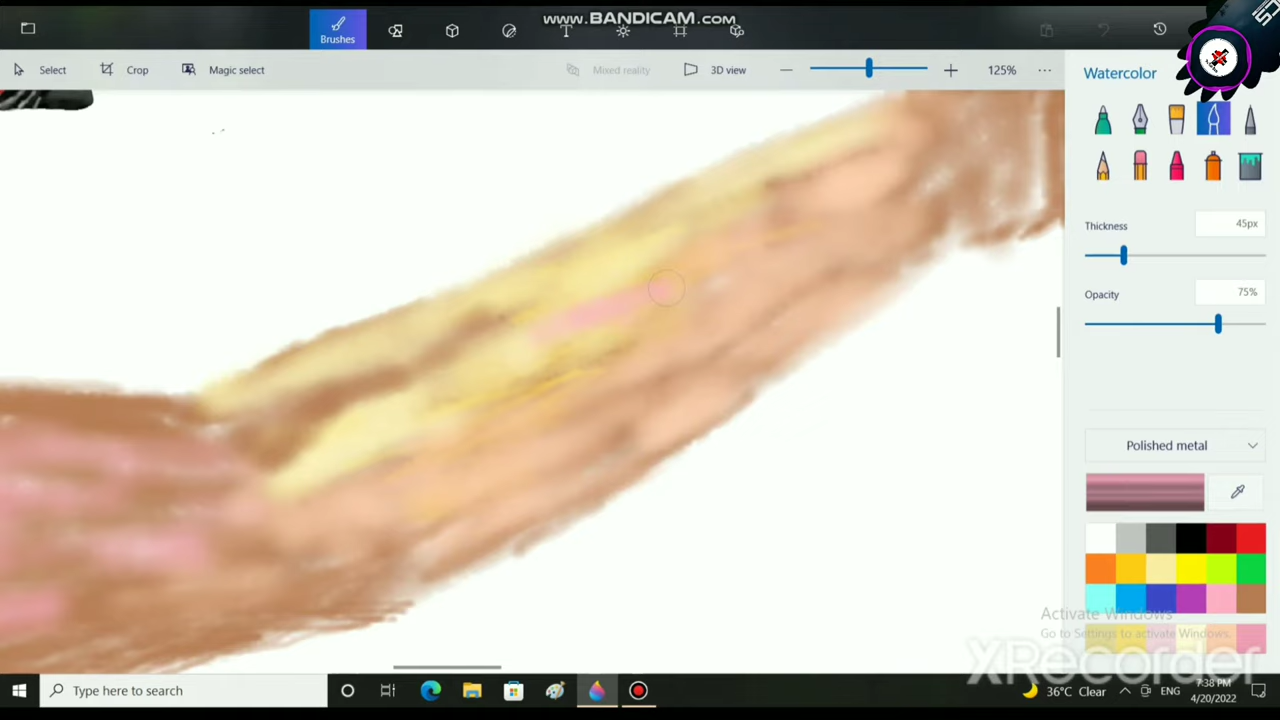 www.BANDICAM.com
Brushes
Select
Crop
Magic select
Mixed reality
3D view
125%
Watercolor
Thickness
45px
Opacity
75%
Polished metal
Activate Windows
Go to Settings to activate Windows.
XRecorder
Type here to search
36°C Clear
ENG
7:38 PM
4/20/2022